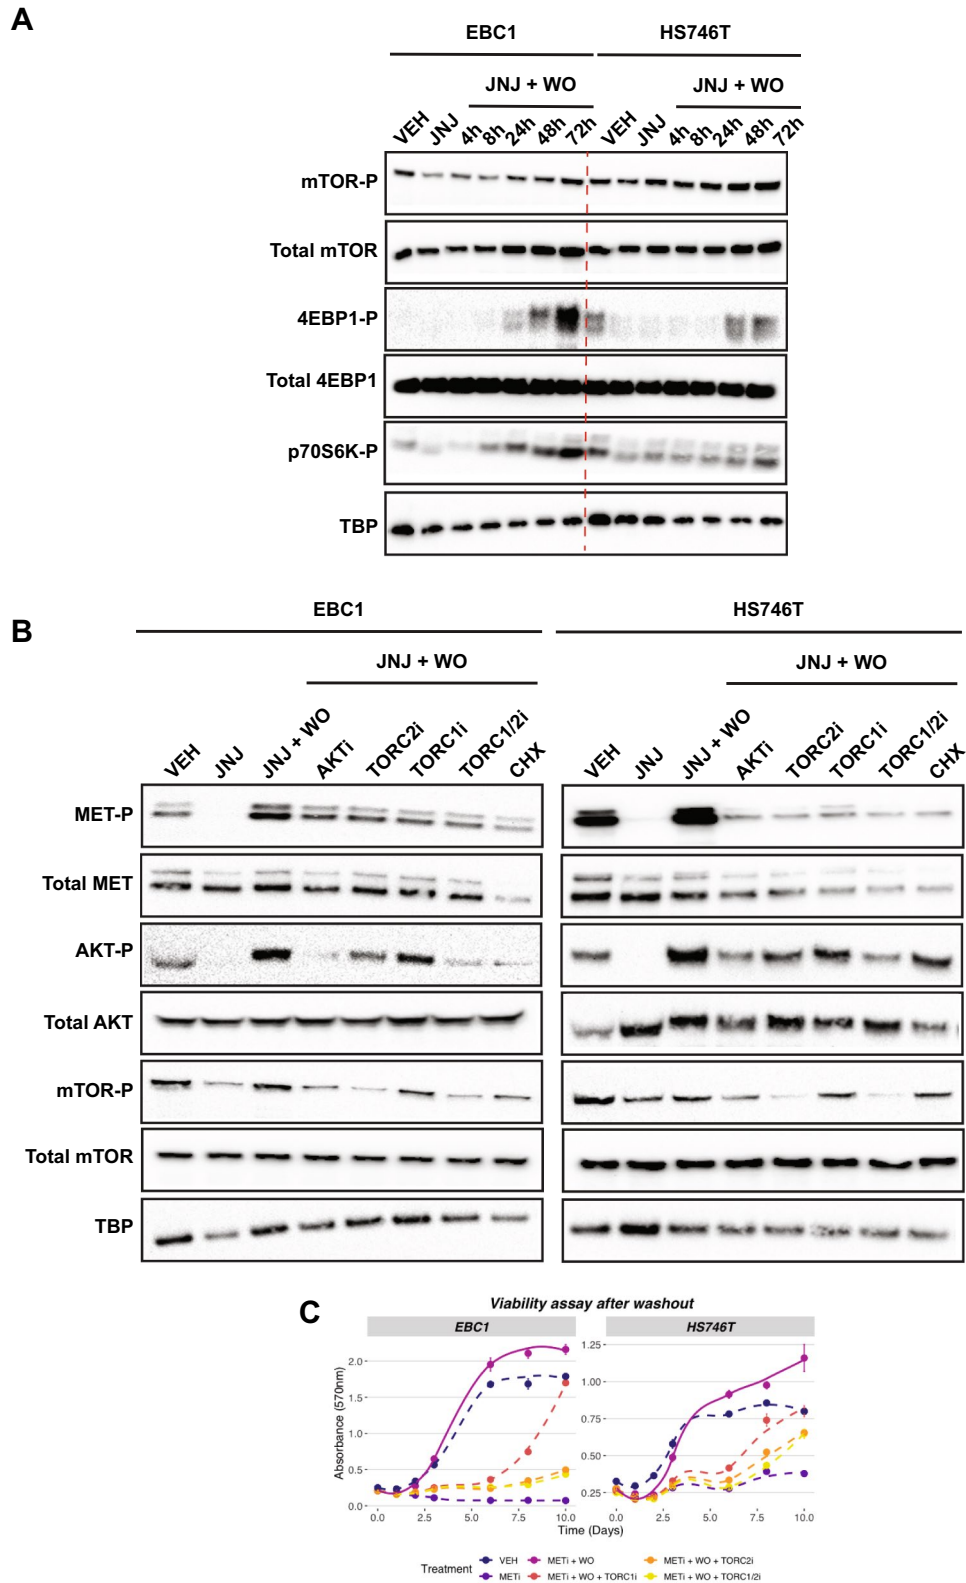 A
EBC1 HS746T
JNJ + WO JNJ + WO
VEH JNJ 4h 8h 24h 48h 72h VEH JNJ 4h 8h 24h 48h 72h
mTOR-P
Total mTOR
4EBP1-P
Total 4EBP1
p70S6K-P
TBP
B
EBC1 HS746T
JNJ + WO JNJ + WO
VEH JNJ JNJ + WO AKTi TORC2i TORC1i TORC1/2i CHX VEH JNJ JNJ + WO AKTi TORC2i TORC1i TORC1/2i CHX
MET-P
Total MET
AKT-P
Total AKT
mTOR-P
Total mTOR
TBP
C
Viability assay after washout
EBC1 HS746T
Absorbance (570nm)
2.0
1.5
1.0
0.5
0.0
1.25
1.00
0.75
0.50
0.25
0.0 2.5 5.0 7.5 10.0 0.0 2.5 5.0 7.5 10.0
Time (Days)
Treatment
VEH METi + WO METi + WO + TORC2i
METi METi + WO + TORC1i METi + WO + TORC1/2i